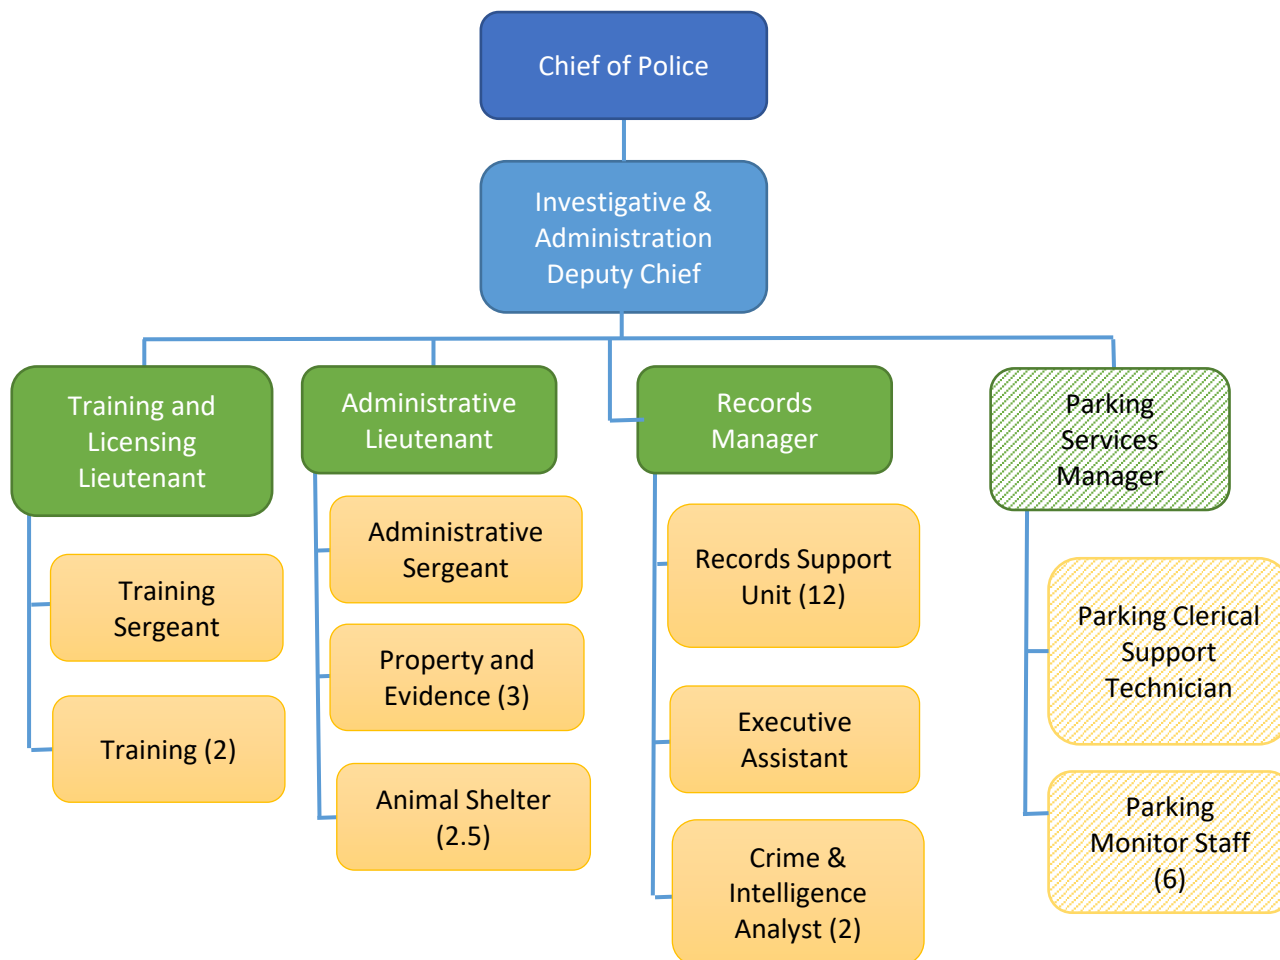 Chief of Police
Investigative &
Administration
Deputy Chief
Training and
Licensing
Lieutenant
Administrative
Lieutenant
Records
Manager
Parking
Services
Manager
Training
Sergeant
Training (2)
Administrative
Sergeant
Property and
Evidence (3)
Animal Shelter
(2.5)
Records Support
Unit (12)
Executive
Assistant
Crime &
Intelligence
Analyst (2)
Parking Clerical
Support
Technician
Parking
Monitor Staff
(6)